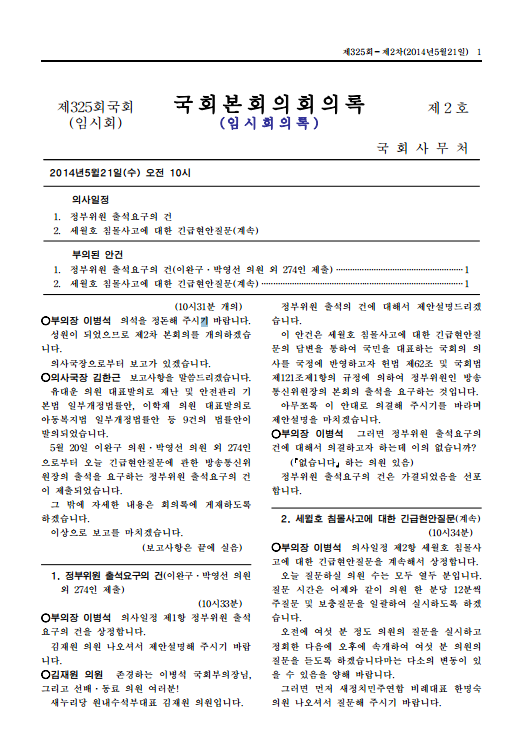 제325회-제2차(2014년5월21일) 1
제325회국회
(임시회)
국회본회의회의록
(임시회의록)
제2호
국회사무처
2014년5월21일(수) 오전 10시
의사일정
1. 정부위원 출석요구의 건
2. 세월호 침몰사고에 대한 긴급현안질문(계속)
부의된 안건
1. 정부위원 출석요구의 건(이완구·박영선 의원 외 274인 제출) 1
2. 세월호 침몰사고에 대한 긴급현안질문(계속) 1
(10시31분 개의)
◯부의장 이병석 의석을 정돈해 주시기 바랍니다.
성원이 되었으므로 제2차 본회의를 개의하겠습
니다.
의사국장으로부터 보고가 있겠습니다.
◯의사국장 김한근 보고사항을 말씀드리겠습니다.
유대운 의원 대표발의로 재난 및 안전관리 기
본법 일부개정법률안, 이학재 의원 대표발의로
아동복지법 일부개정법률안 등 9건의 법률안이
발의되었습니다.
5월 20일 이완구 의원·박영선 의원 외 274인
으로부터 오늘 긴급현안질문에 관한 방송통신위
원장의 출석을 요구하는 정부위원 출석요구의 건
이 제출되었습니다.
그 밖에 자세한 내용은 회의록에 게재하도록
하겠습니다.
이상으로 보고를 마치겠습니다.
(보고사항은 끝에 실음)
1. 정부위원 출석요구의 건(이완구·박영선 의원
외 274인 제출)
(10시33분)
◯부의장 이병석 의사일정 제1항 정부위원 출석
요구의 건을 상정합니다.
김재원 의원 나오셔서 제안설명해 주시기 바랍
니다.
◯김재원 의원 존경하는 이병석 국회부의장님,
그리고 선배·동료 의원 여러분!
새누리당 원내수석부대표 김재원 의원입니다.
정부위원 출석의 건에 대해서 제안설명드리겠
습니다.
이 안건은 세월호 침몰사고에 대한 긴급현안질
문의 답변을 통하여 국민을 대표하는 국회의 의
사를 국정에 반영하고자 헌법 제62조 및 국회법
제121조제1항의 규정에 의하여 정부위원인 방송
통신위원장의 본회의 출석을 요구하는 것입니다.
아무쪼록 이 안대로 의결해 주시기를 바라며
제안설명을 마치겠습니다.
◯부의장 이병석 그러면 정부위원 출석요구의
건에 대해서 의결하고자 하는데 이의 없습니까?
(「없습니다」 하는 의원 있음)
정부위원 출석요구의 건은 가결되었음을 선포
합니다.
2. 세월호 침몰사고에 대한 긴급현안질문(계속)
(10시34분)
◯부의장 이병석 의사일정 제2항 세월호 침몰사
고에 대한 긴급현안질문을 계속해서 상정합니다.
오늘 질문하실 의원 수는 모두 열두 분입니다.
질문 시간은 어제와 같이 의원 한 분당 12분씩
주질문 및 보충질문을 일괄하여 실시하도록 하겠
습니다.
오전에 여섯 분 정도 의원의 질문을 실시하고
정회한 다음에 오후에 속개하여 여섯 분 의원의
질문을 듣도록 하겠습니다마는 다소의 변동이 있
을 수 있음을 양해 바랍니다.
그러면 먼저 새정치민주연합 비례대표 한명숙
의원 나오셔서 질문해 주시기 바랍니다.